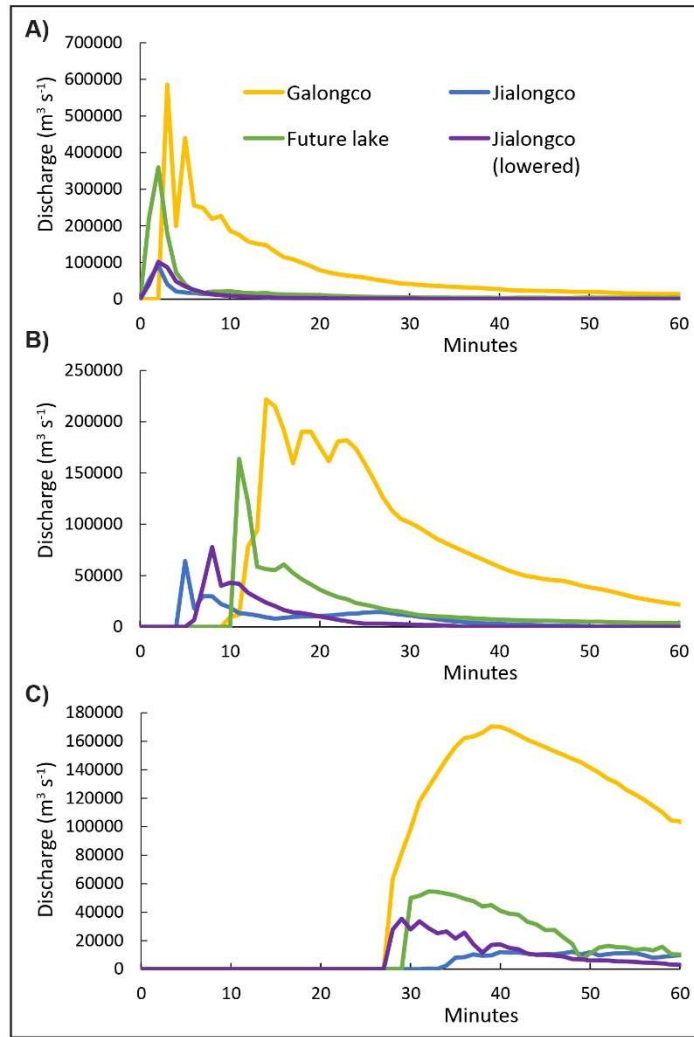 A)
Discharge (m³ s⁻¹)
700000
600000
500000
400000
300000
200000
100000
0
Galongco
Jialongco
Future lake
Jialongco
(lowered)
0 10 20 30 40 50 60
Minutes
B)
Discharge (m³ s⁻¹)
250000
200000
150000
100000
50000
0
0 10 20 30 40 50 60
Minutes
C)
Discharge (m³ s⁻¹)
180000
160000
140000
120000
100000
80000
60000
40000
20000
0
0 10 20 30 40 50 60
Minutes